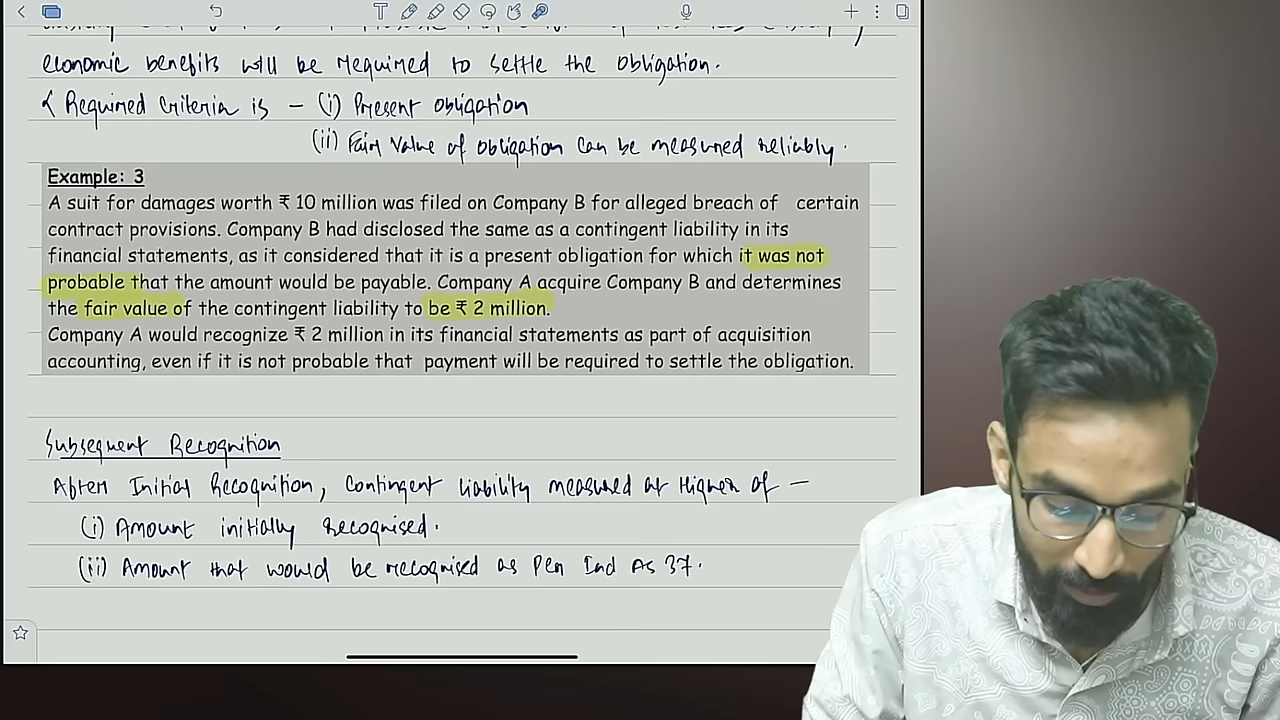 economic benefits will be required to settle the obligation.
Required Criteria is – (i) Present obligation
(ii) Fair Value of obligation can be measured reliably.
Example: 3
A suit for damages worth ₹ 10 million was filed on Company B for alleged breach of certain
contract provisions. Company B had disclosed the same as a contingent liability in its
financial statements, as it considered that it is a present obligation for which it was not
probable that the amount would be payable. Company A acquire Company B and determines
the fair value of the contingent liability to be ₹ 2 million.
Company A would recognize ₹ 2 million in its financial statements as part of acquisition
accounting, even if it is not probable that payment will be required to settle the obligation.
Subsequent Recognition
After Initial Recognition, Contingent liability measured at Higher of –
(i) Amount initially recognised.
(ii) Amount that would be recognised as per Ind AS 37.